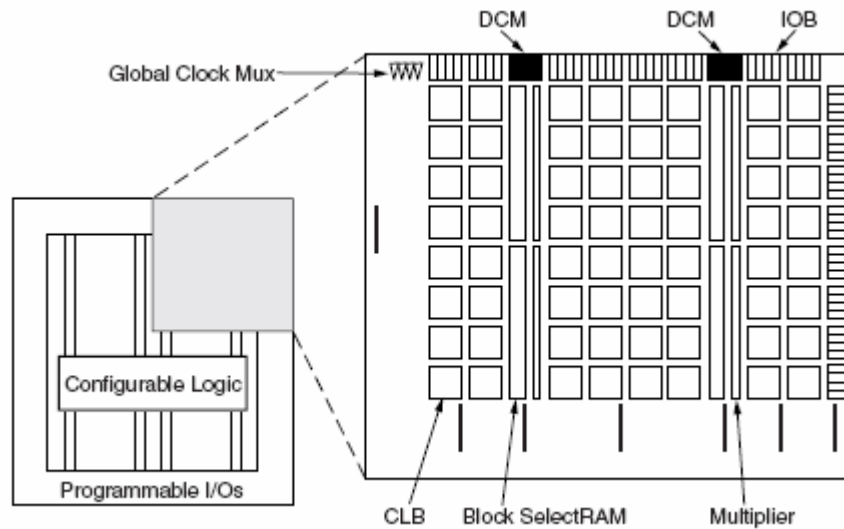 DCM
DCM
IOB
Global Clock Mux
Configurable Logic
Programmable I/Os
CLB
Block SelectRAM
Multiplier